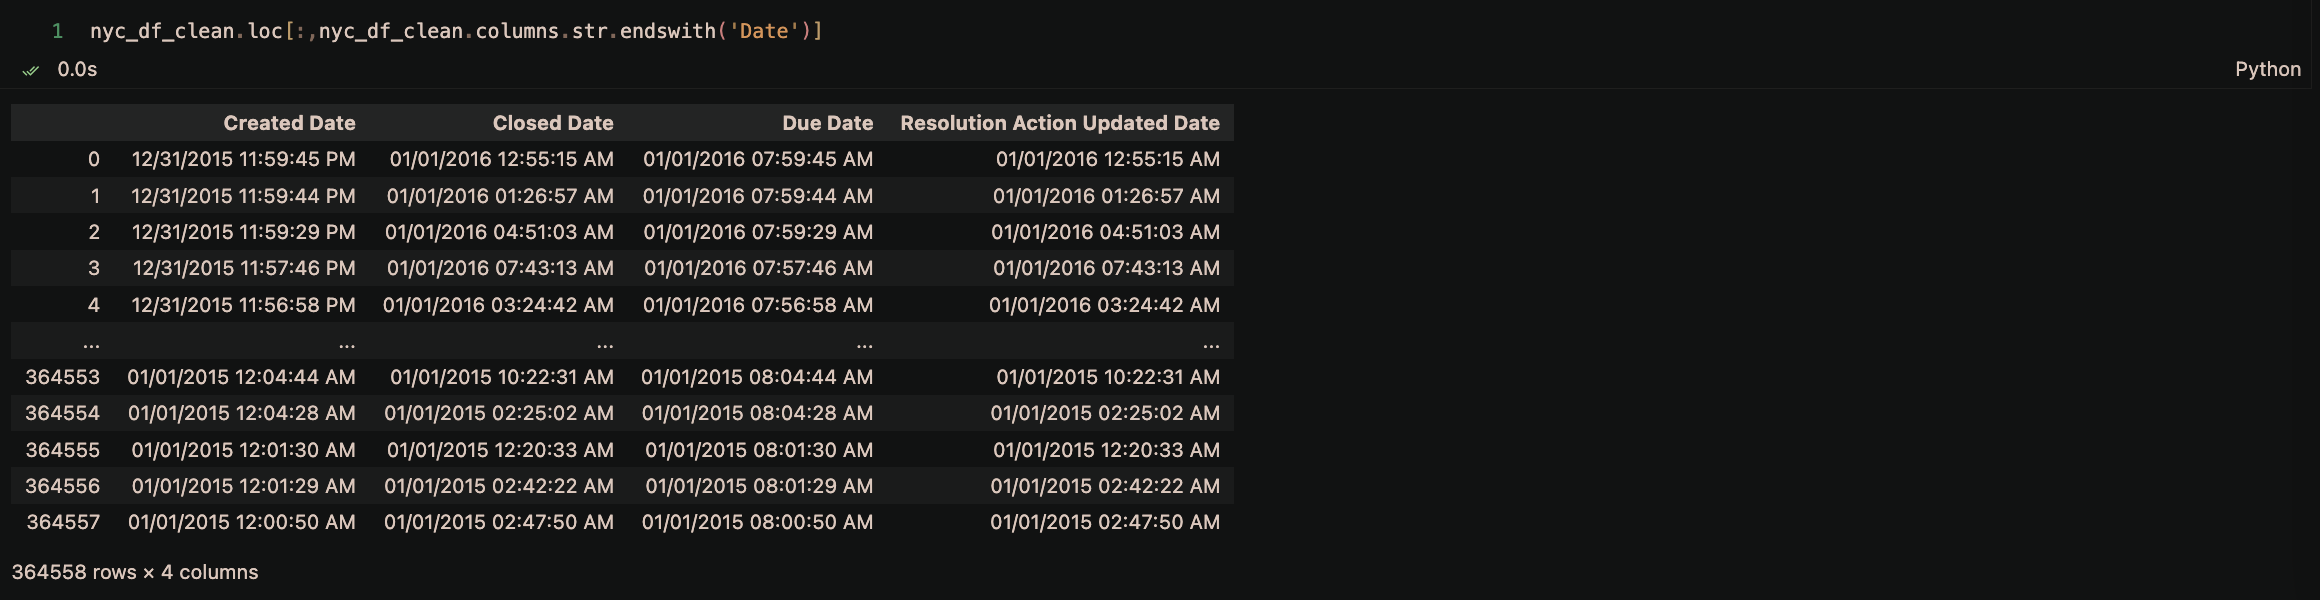 1 nyc_df_clean.loc[:,nyc_df_clean.columns.str.endswith('Date')]
0.0s Python
Created Date Closed Date Due Date Resolution Action Updated Date
0 12/31/2015 11:59:45 PM 01/01/2016 12:55:15 AM 01/01/2016 07:59:45 AM 01/01/2016 12:55:15 AM
1 12/31/2015 11:59:44 PM 01/01/2016 01:26:57 AM 01/01/2016 07:59:44 AM 01/01/2016 01:26:57 AM
2 12/31/2015 11:59:29 PM 01/01/2016 04:51:03 AM 01/01/2016 07:59:29 AM 01/01/2016 04:51:03 AM
3 12/31/2015 11:57:46 PM 01/01/2016 07:43:13 AM 01/01/2016 07:57:46 AM 01/01/2016 07:43:13 AM
4 12/31/2015 11:56:58 PM 01/01/2016 03:24:42 AM 01/01/2016 07:56:58 AM 01/01/2016 03:24:42 AM
... ... ... ... ...
364553 01/01/2015 12:04:44 AM 01/01/2015 10:22:31 AM 01/01/2015 08:04:44 AM 01/01/2015 10:22:31 AM
364554 01/01/2015 12:04:28 AM 01/01/2015 02:25:02 AM 01/01/2015 08:04:28 AM 01/01/2015 02:25:02 AM
364555 01/01/2015 12:01:30 AM 01/01/2015 12:20:33 AM 01/01/2015 08:01:30 AM 01/01/2015 12:20:33 AM
364556 01/01/2015 12:01:29 AM 01/01/2015 02:42:22 AM 01/01/2015 08:01:29 AM 01/01/2015 02:42:22 AM
364557 01/01/2015 12:00:50 AM 01/01/2015 02:47:50 AM 01/01/2015 08:00:50 AM 01/01/2015 02:47:50 AM
364558 rows × 4 columns